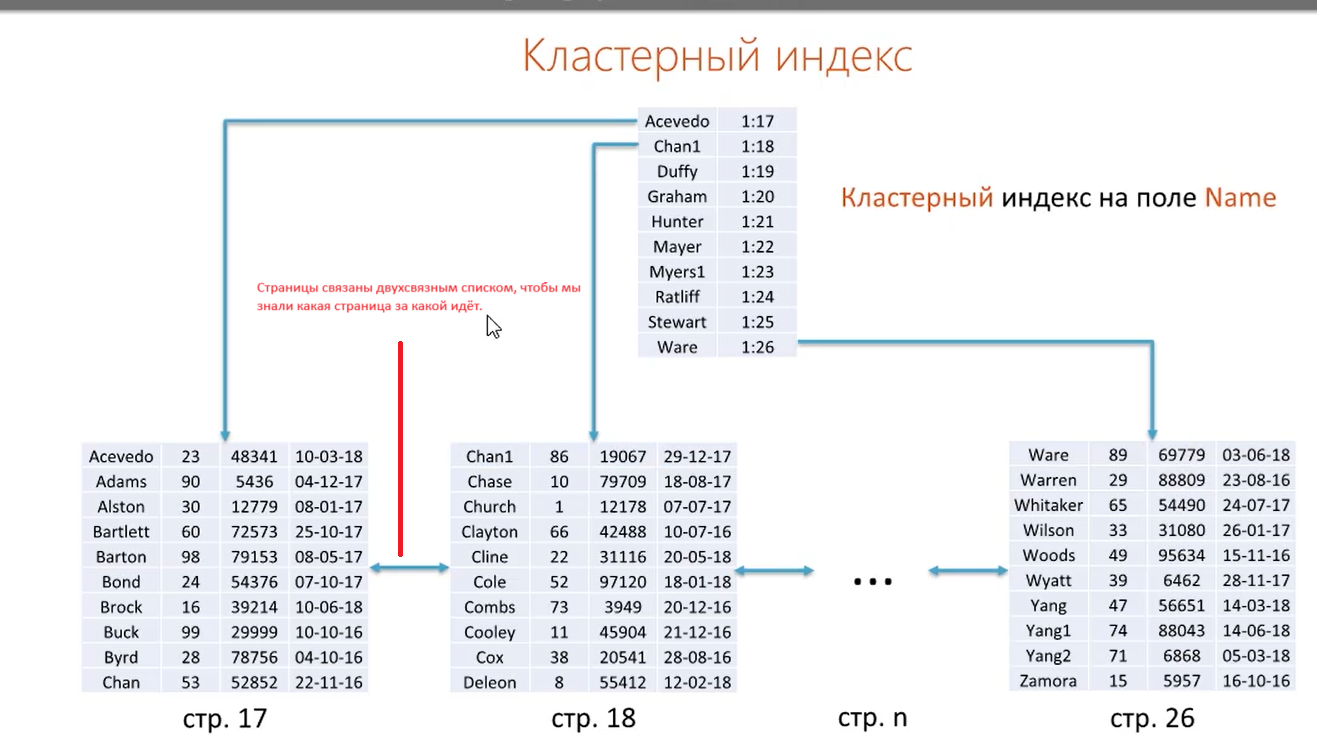 Кластерный индекс
Acevedo 1:17
Chan1 1:18
Duffy 1:19
Graham 1:20
Hunter 1:21
Mayer 1:22
Myers1 1:23
Ratliff 1:24
Stewart 1:25
Ware 1:26
Кластерный индекс на поле Name
Страницы связаны двухсвязным списком, чтобы мы
знали какая страница за какой идёт.
Acevedo 23 48341 10-03-18
Adams 90 5436 04-12-17
Alston 30 12779 08-01-17
Bartlett 60 72573 25-10-17
Barton 98 79153 08-05-17
Bond 24 54376 07-10-17
Brock 16 39214 10-06-18
Buck 99 29999 10-10-16
Byrd 28 78756 04-10-16
Chan 53 52852 22-11-16
стр. 17
Chan1 86 19067 29-12-17
Chase 10 79709 18-08-17
Church 1 12178 07-07-17
Clayton 66 42488 10-07-16
Cline 22 31116 20-05-18
Cole 52 97120 18-01-18
Combs 73 3949 20-12-16
Cooley 11 45904 21-12-16
Cox 38 20541 28-08-16
Deleon 8 55412 12-02-18
стр. 18
...
стр. n
Ware 89 69779 03-06-18
Warren 29 88809 23-08-16
Whitaker 65 54490 24-07-17
Wilson 33 31080 26-01-17
Woods 49 95634 15-11-16
Wyatt 39 6462 28-11-17
Yang 47 56651 14-03-18
Yang1 74 88043 14-06-18
Yang2 71 6868 05-03-18
Zamora 15 5957 16-10-16
стр. 26